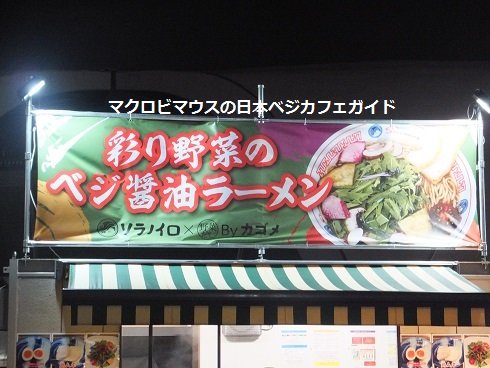 マクロビマウスの日本ベジカフェガイド
彩り野菜の
ベジ醤油ラーメン
ソラノイロ×By カゴメ